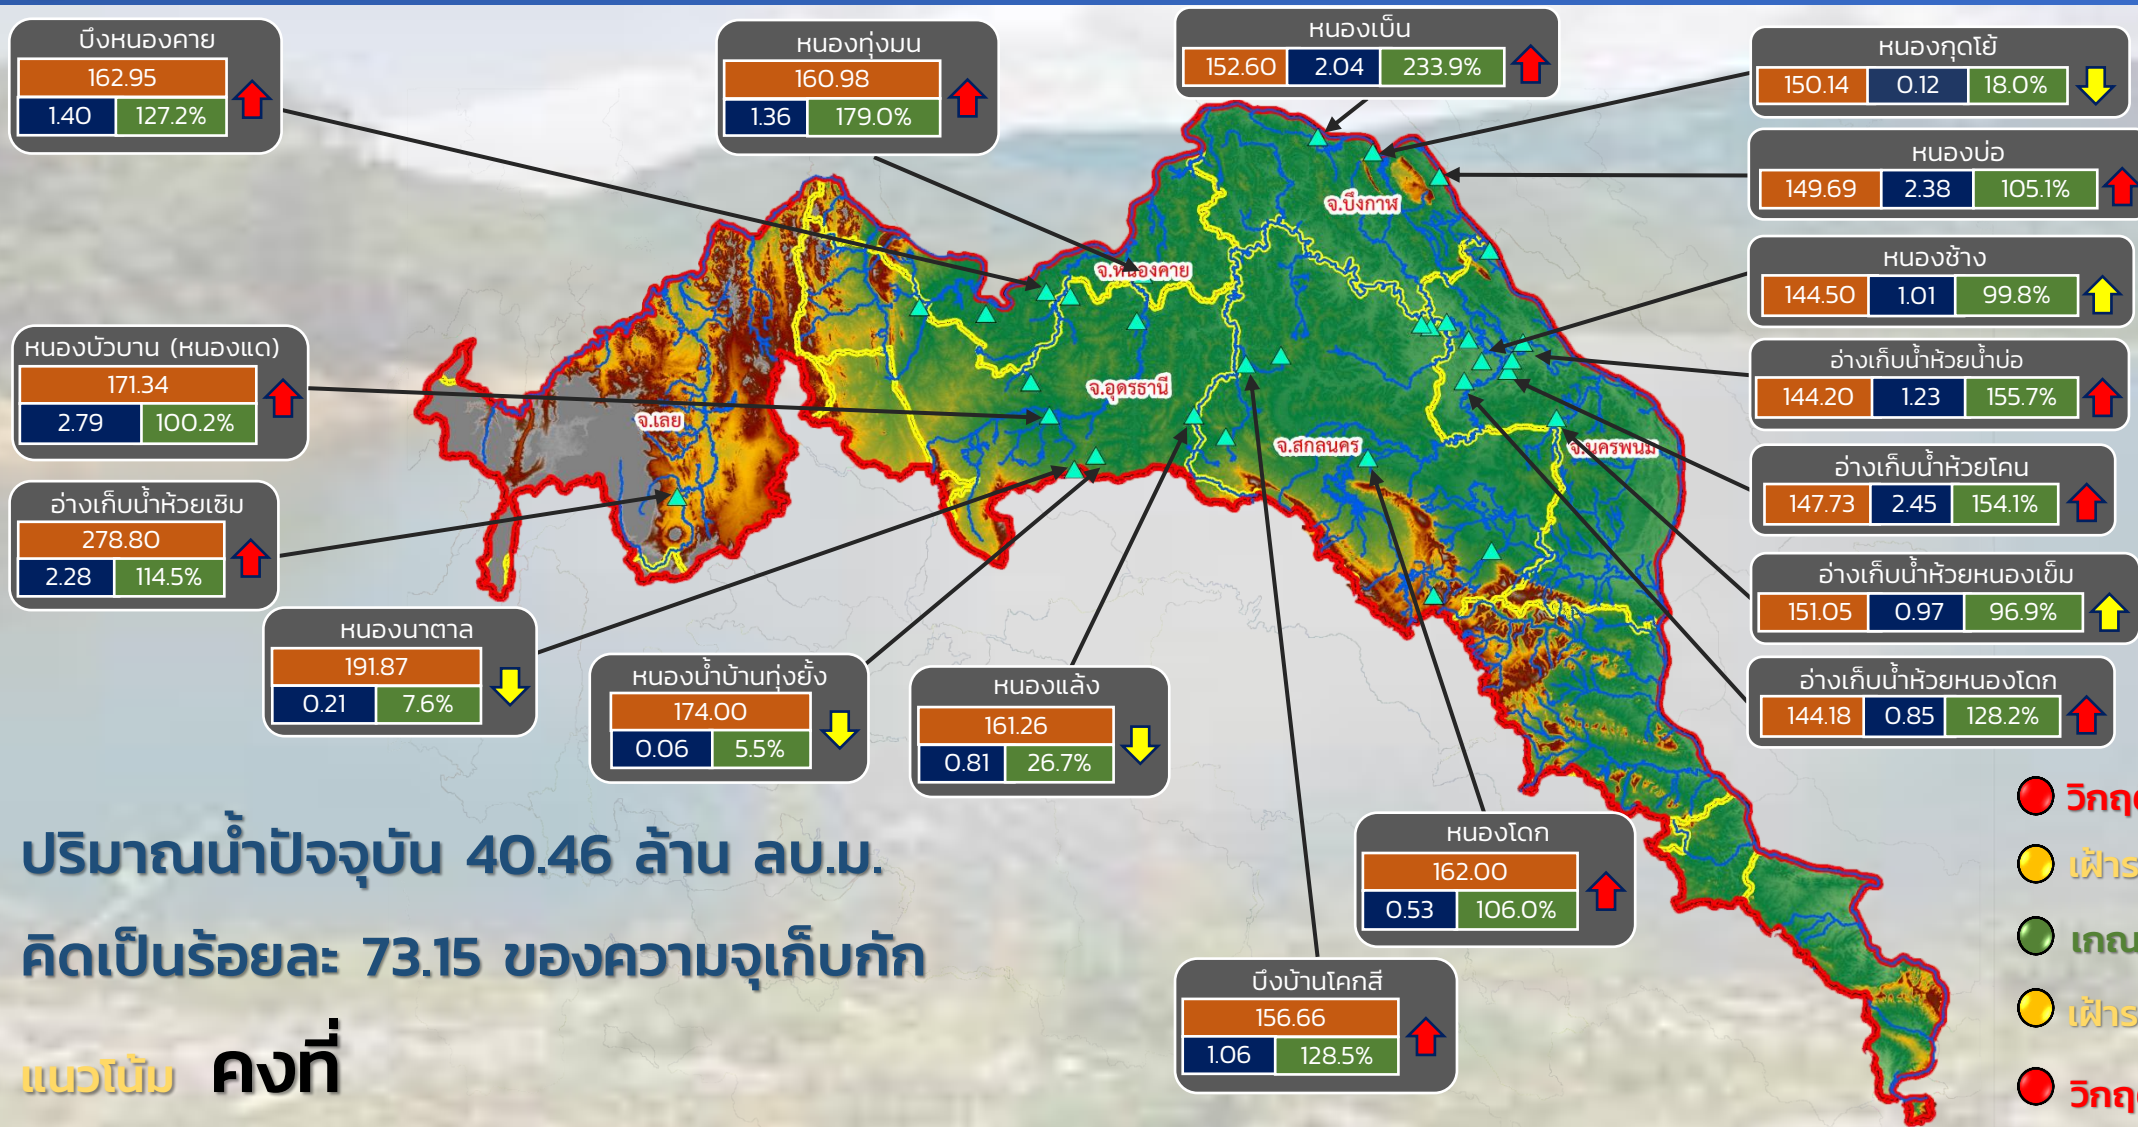 บึงหนองคาย
162.95
1.40 127.2%
หนองทุ่งมน
160.98
1.36 179.0%
หนองเบ็น
152.60 2.04 233.9%
หนองกุดโย้
150.14 0.12 18.0%
หนองบ่อ
149.69 2.38 105.1%
หนองช้าง
144.50 1.01 99.8%
อ่างเก็บน้ำห้วยน้ำบ่อ
144.20 1.23 155.7%
อ่างเก็บน้ำห้วยโคน
147.73 2.45 154.1%
อ่างเก็บน้ำห้วยหนองเข็ม
151.05 0.97 96.9%
อ่างเก็บน้ำห้วยหนองโดก
144.18 0.85 128.2%
หนองบัวบาน (หนองแด)
171.34
2.79 100.2%
อ่างเก็บน้ำห้วยเซิม
278.80
2.28 114.5%
หนองนาตาล
191.87
0.21 7.6%
หนองน้ำบ้านทุ่งยั้ง
174.00
0.06 5.5%
หนองแล้ง
161.26
0.81 26.7%
หนองโดก
162.00
0.53 106.0%
บึงบ้านโคกสี
156.66
1.06 128.5%
จ.บึงกาฬ
จ.หนองคาย
จ.อุดรธานี
จ.เลย
จ.สกลนคร
จ.นครพนม
ปริมาณน้ำปัจจุบัน 40.46 ล้าน ลบ.ม.
คิดเป็นร้อยละ 73.15 ของความจุเก็บกัก
แนวโน้ม คงที่